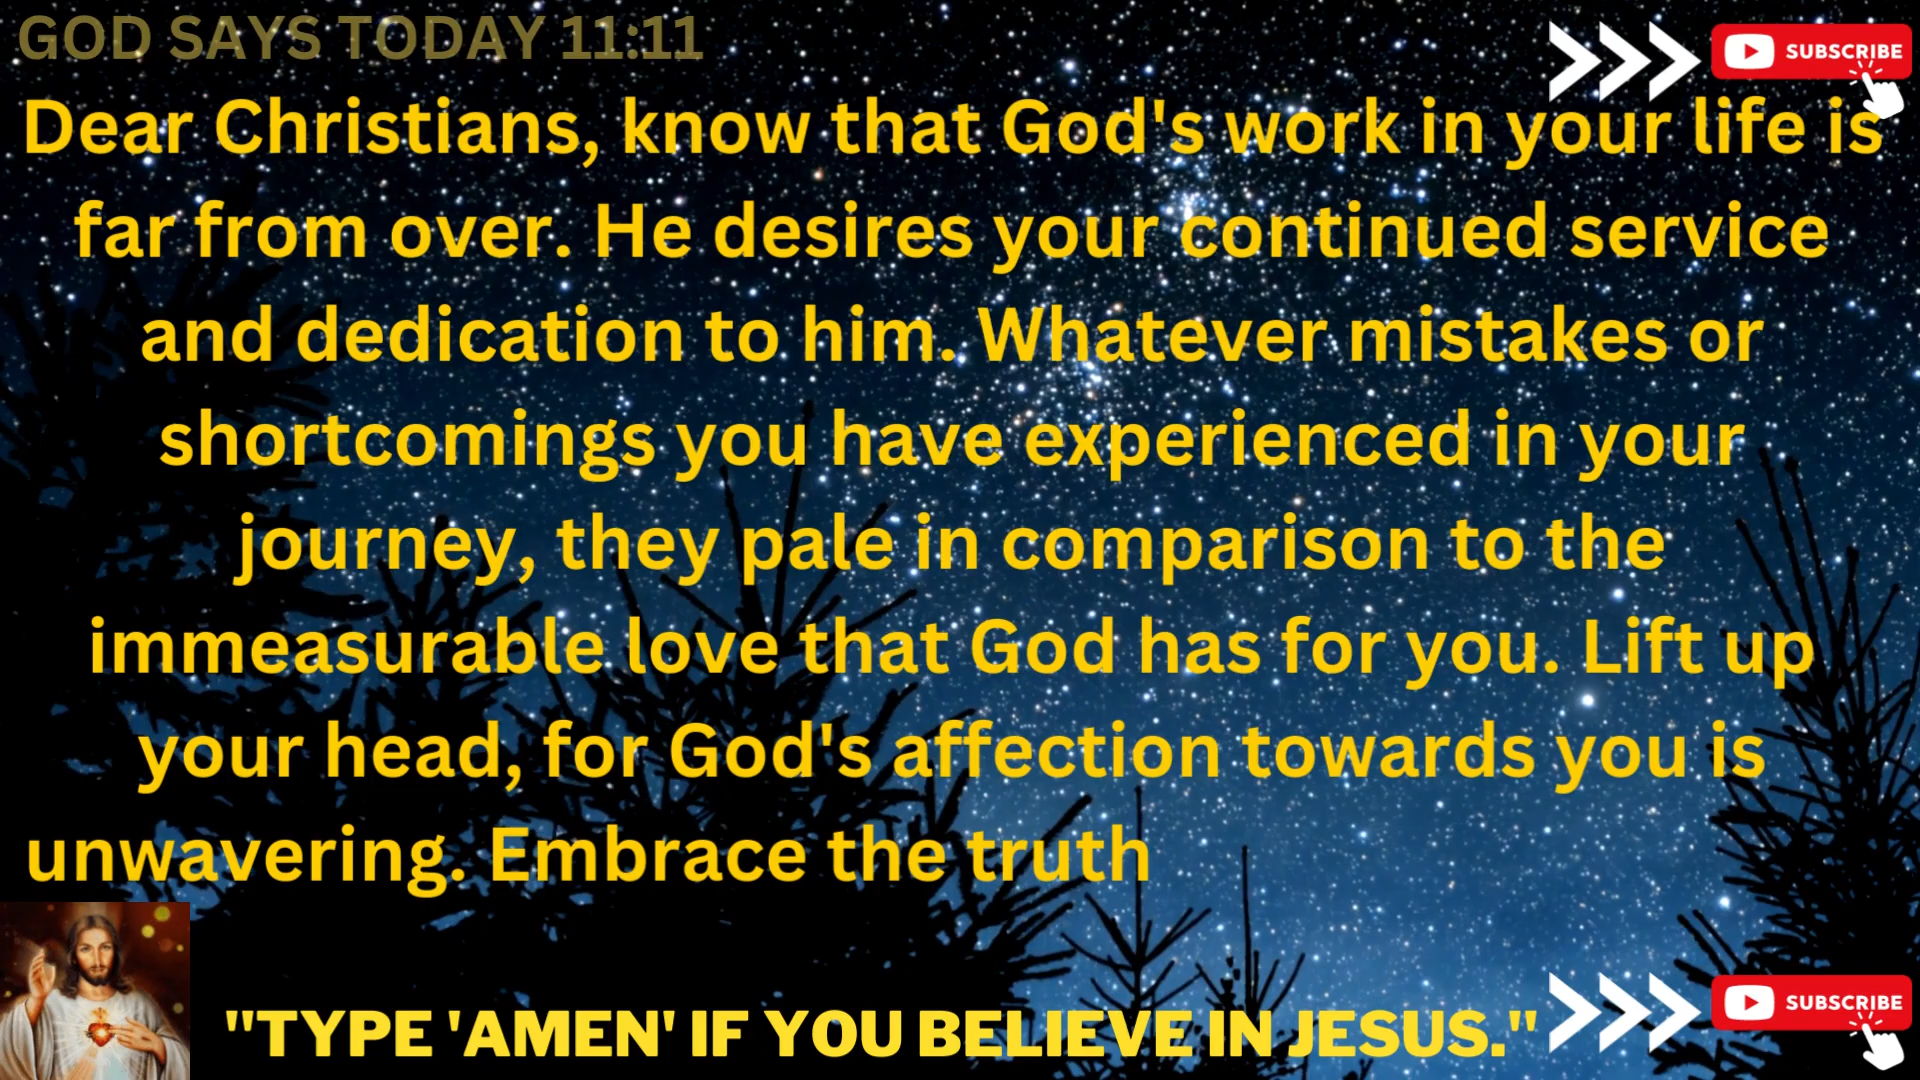 GOD SAYS TODAY 11:11
SUBSCRIBE
Dear Christians, know that God's work in your life is
far from over. He desires your continued service
and dedication to him. Whatever mistakes or
shortcomings you have experienced in your
journey, they pale in comparison to the
immeasurable love that God has for you. Lift up
your head, for God's affection towards you is
unwavering. Embrace the truth
"TYPE 'AMEN' IF YOU BELIEVE IN JESUS."
SUBSCRIBE